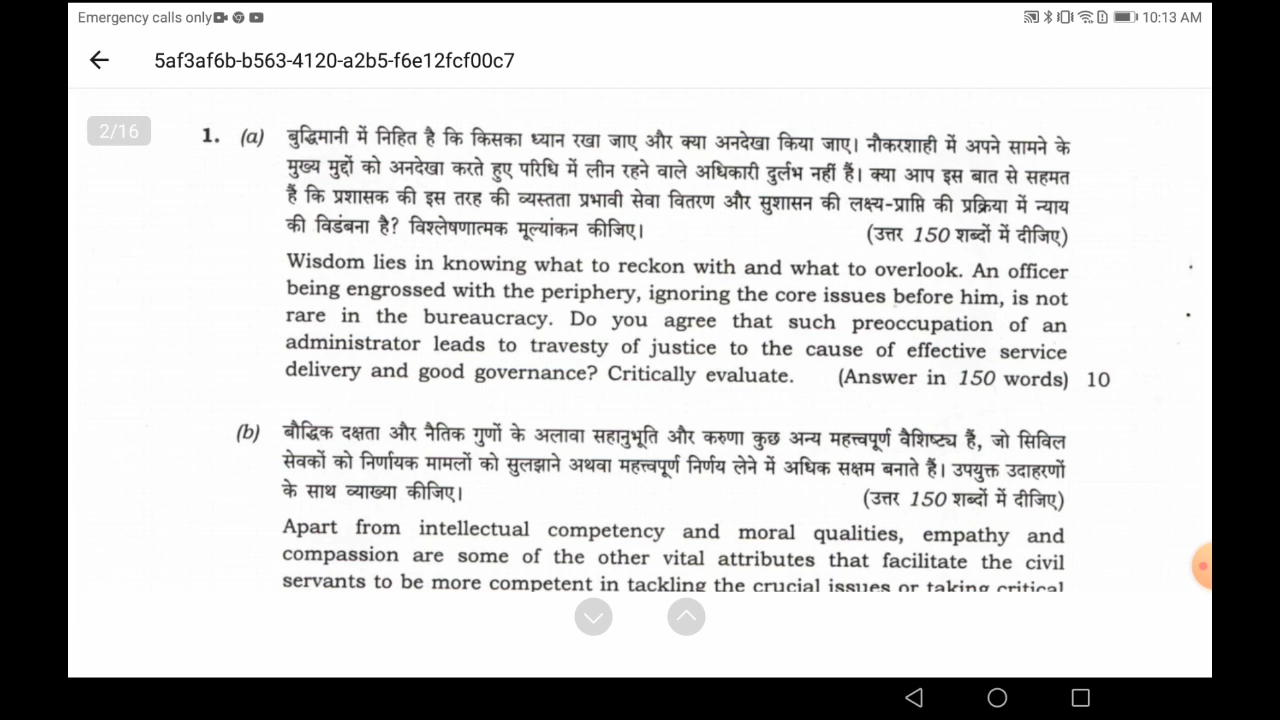 Emergency calls only
10:13 AM
5af3af6b-b563-4120-a2b5-f6e12fcf00c7
2/16
1. (a) बुद्धिमानी में निहित है कि किसका ध्यान रखा जाए और क्या अनदेखा किया जाए। नौकरशाही में अपने सामने के
मुख्य मुद्दों को अनदेखा करते हुए परिधि में लीन रहने वाले अधिकारी दुर्लभ नहीं हैं। क्या आप इस बात से सहमत
हैं कि प्रशासक की इस तरह की व्यस्तता प्रभावी सेवा वितरण और सुशासन की लक्ष्य-प्राप्ति की प्रक्रिया में न्याय
की विडंबना है? विश्लेषणात्मक मूल्यांकन कीजिए। (उत्तर 150 शब्दों में दीजिए)
Wisdom lies in knowing what to reckon with and what to overlook. An officer
being engrossed with the periphery, ignoring the core issues before him, is not
rare in the bureaucracy. Do you agree that such preoccupation of an
administrator leads to travesty of justice to the cause of effective service
delivery and good governance? Critically evaluate. (Answer in 150 words) 10
(b) बौद्धिक दक्षता और नैतिक गुणों के अलावा सहानुभूति और करुणा कुछ अन्य महत्त्वपूर्ण वैशिष्ट्य हैं, जो सिविल
सेवकों को निर्णायक मामलों को सुलझाने अथवा महत्त्वपूर्ण निर्णय लेने में अधिक सक्षम बनाते हैं। उपयुक्त उदाहरणों
के साथ व्याख्या कीजिए। (उत्तर 150 शब्दों में दीजिए)
Apart from intellectual competency and moral qualities, empathy and
compassion are some of the other vital attributes that facilitate the civil
servants to be more competent in tackling the crucial issues or taking critical